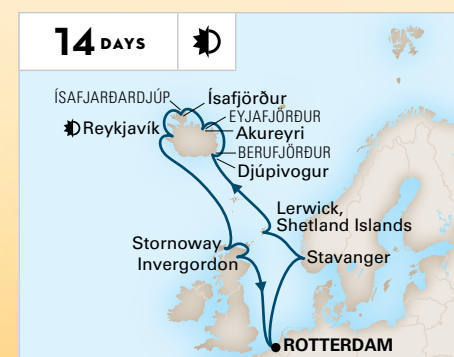 14 DAYS
ÍSAFJARÐARDJÚP
Ísafjörður
EYJAFJÖRÐUR
Reykjavík
Akureyri
BERUFJÖRÐUR
Djúpivogur
Lerwick,
Shetland Islands
Stornoway
Stavanger
Invergordon
ROTTERDAM